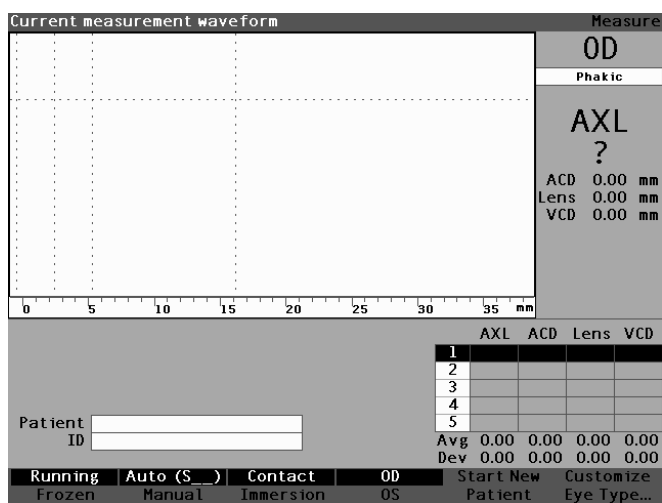 Current measurement waveform Measure
OD
Phakic
AXL
?
ACD 0.00 mm
Lens 0.00 mm
VCD 0.00 mm
0 5 10 15 20 25 30 35 mm
AXL ACD Lens VCD
1
2
3
4
5
Patient
ID
Avg 0.00 0.00 0.00 0.00
Dev 0.00 0.00 0.00 0.00
Running Auto (S__) Contact OD Start New Customize
Frozen Manual Immersion OS Patient Eye Type...